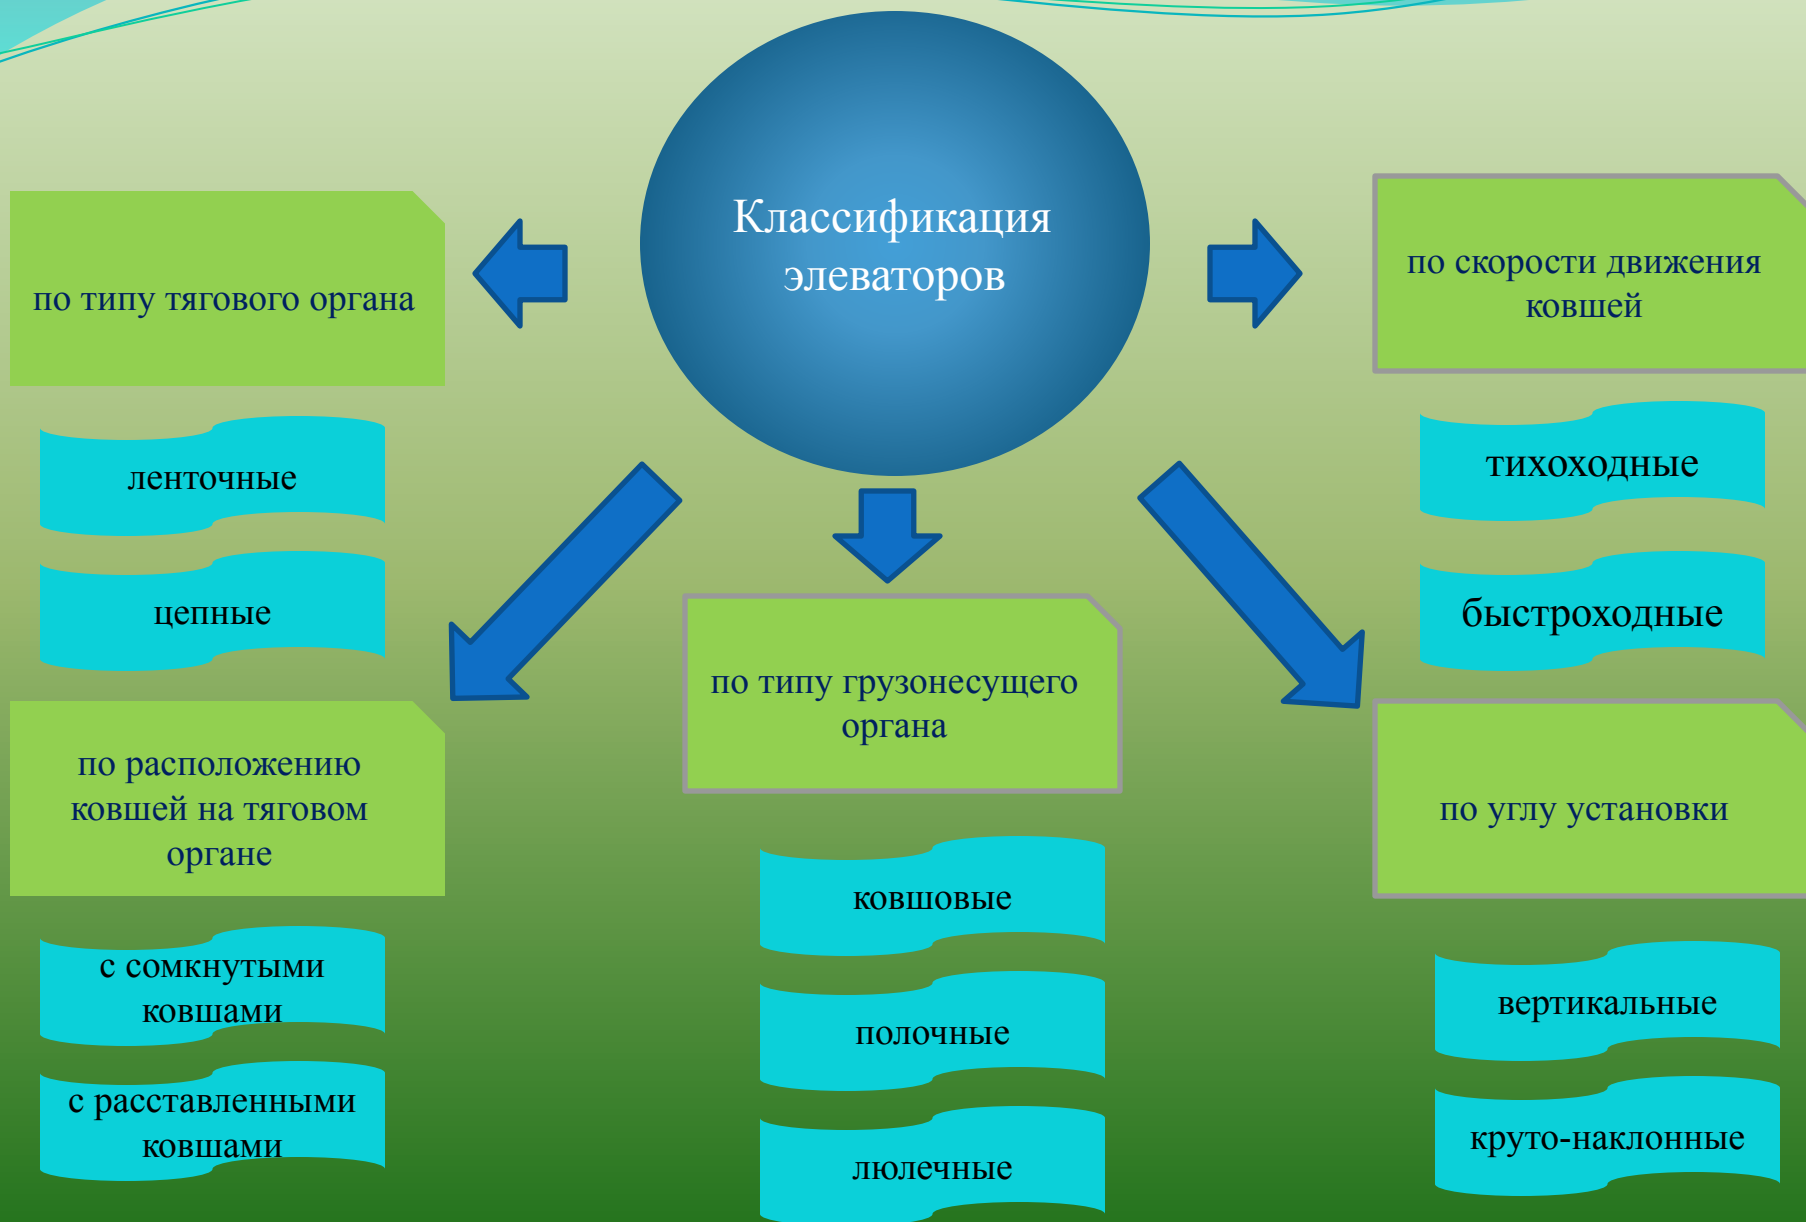 Классификация
элеваторов
по типу тягового органа
ленточные
цепные
по расположению
ковшей на тяговом
органе
с сомкнутыми
ковшами
с расставленными
ковшами
по типу грузонесущего
органа
ковшовые
полочные
люлечные
по скорости движения
ковшей
тихоходные
быстроходные
по углу установки
вертикальные
круто-наклонные